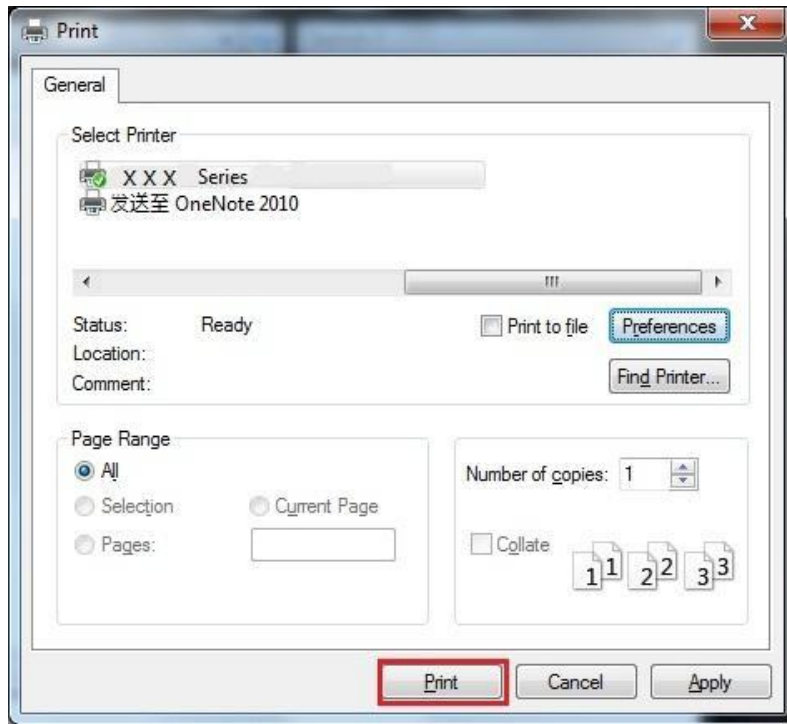 Print
General
Select Printer
X X X Series
发送至 OneNote 2010
Status: Ready
Print to file
Preferences
Location:
Comment:
Find Printer...
Page Range
All
Selection
Current Page
Pages:
Number of copies: 1
Collate
1 1 2 2 3 3
Print
Cancel
Apply